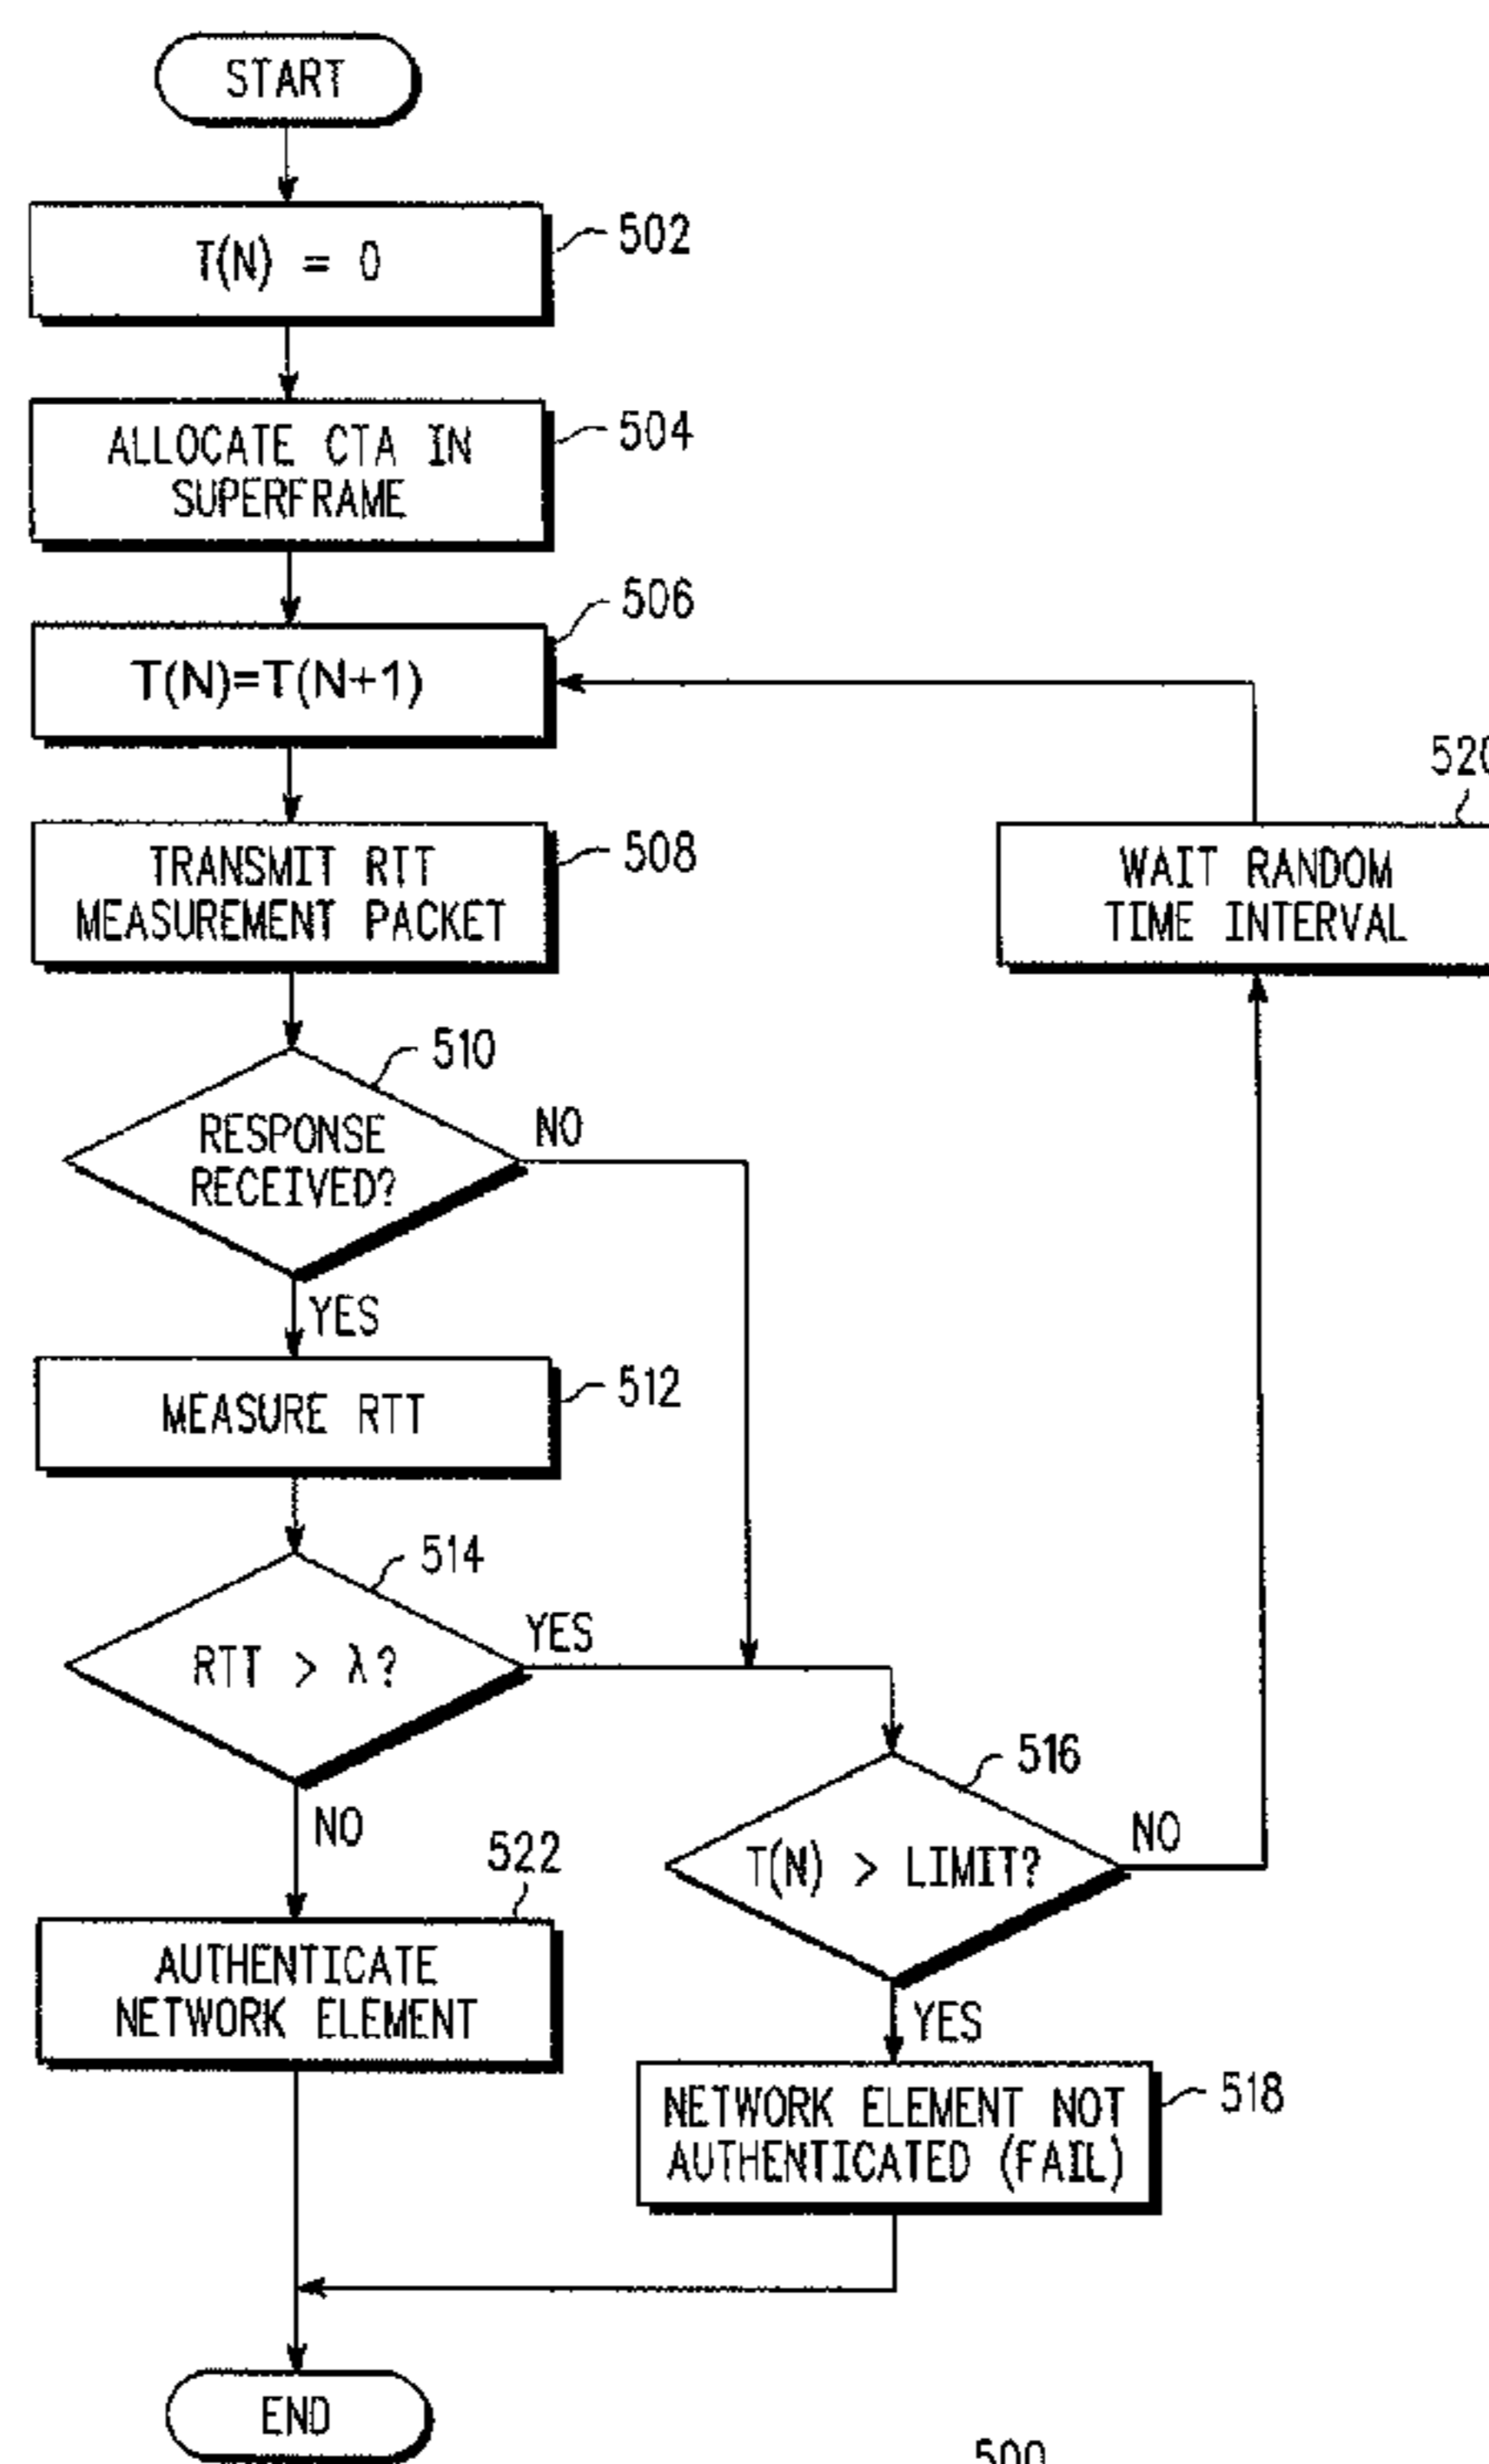 START
T(N) = 0
502
ALLOCATE CTA IN
SUPERFRAME
504
506
T(N)=T(N+1)
520
TRANSMIT RTT
MEASUREMENT PACKET
508
WAIT RANDOM
TIME INTERVAL
510
RESPONSE
RECEIVED?
NO
YES
MEASURE RTT
512
514
RTT > λ?
YES
516
NO
522
T(N) > LIMIT?
NO
AUTHENTICATE
NETWORK ELEMENT
YES
NETWORK ELEMENT NOT
AUTHENTICATED (FAIL)
518
END
500